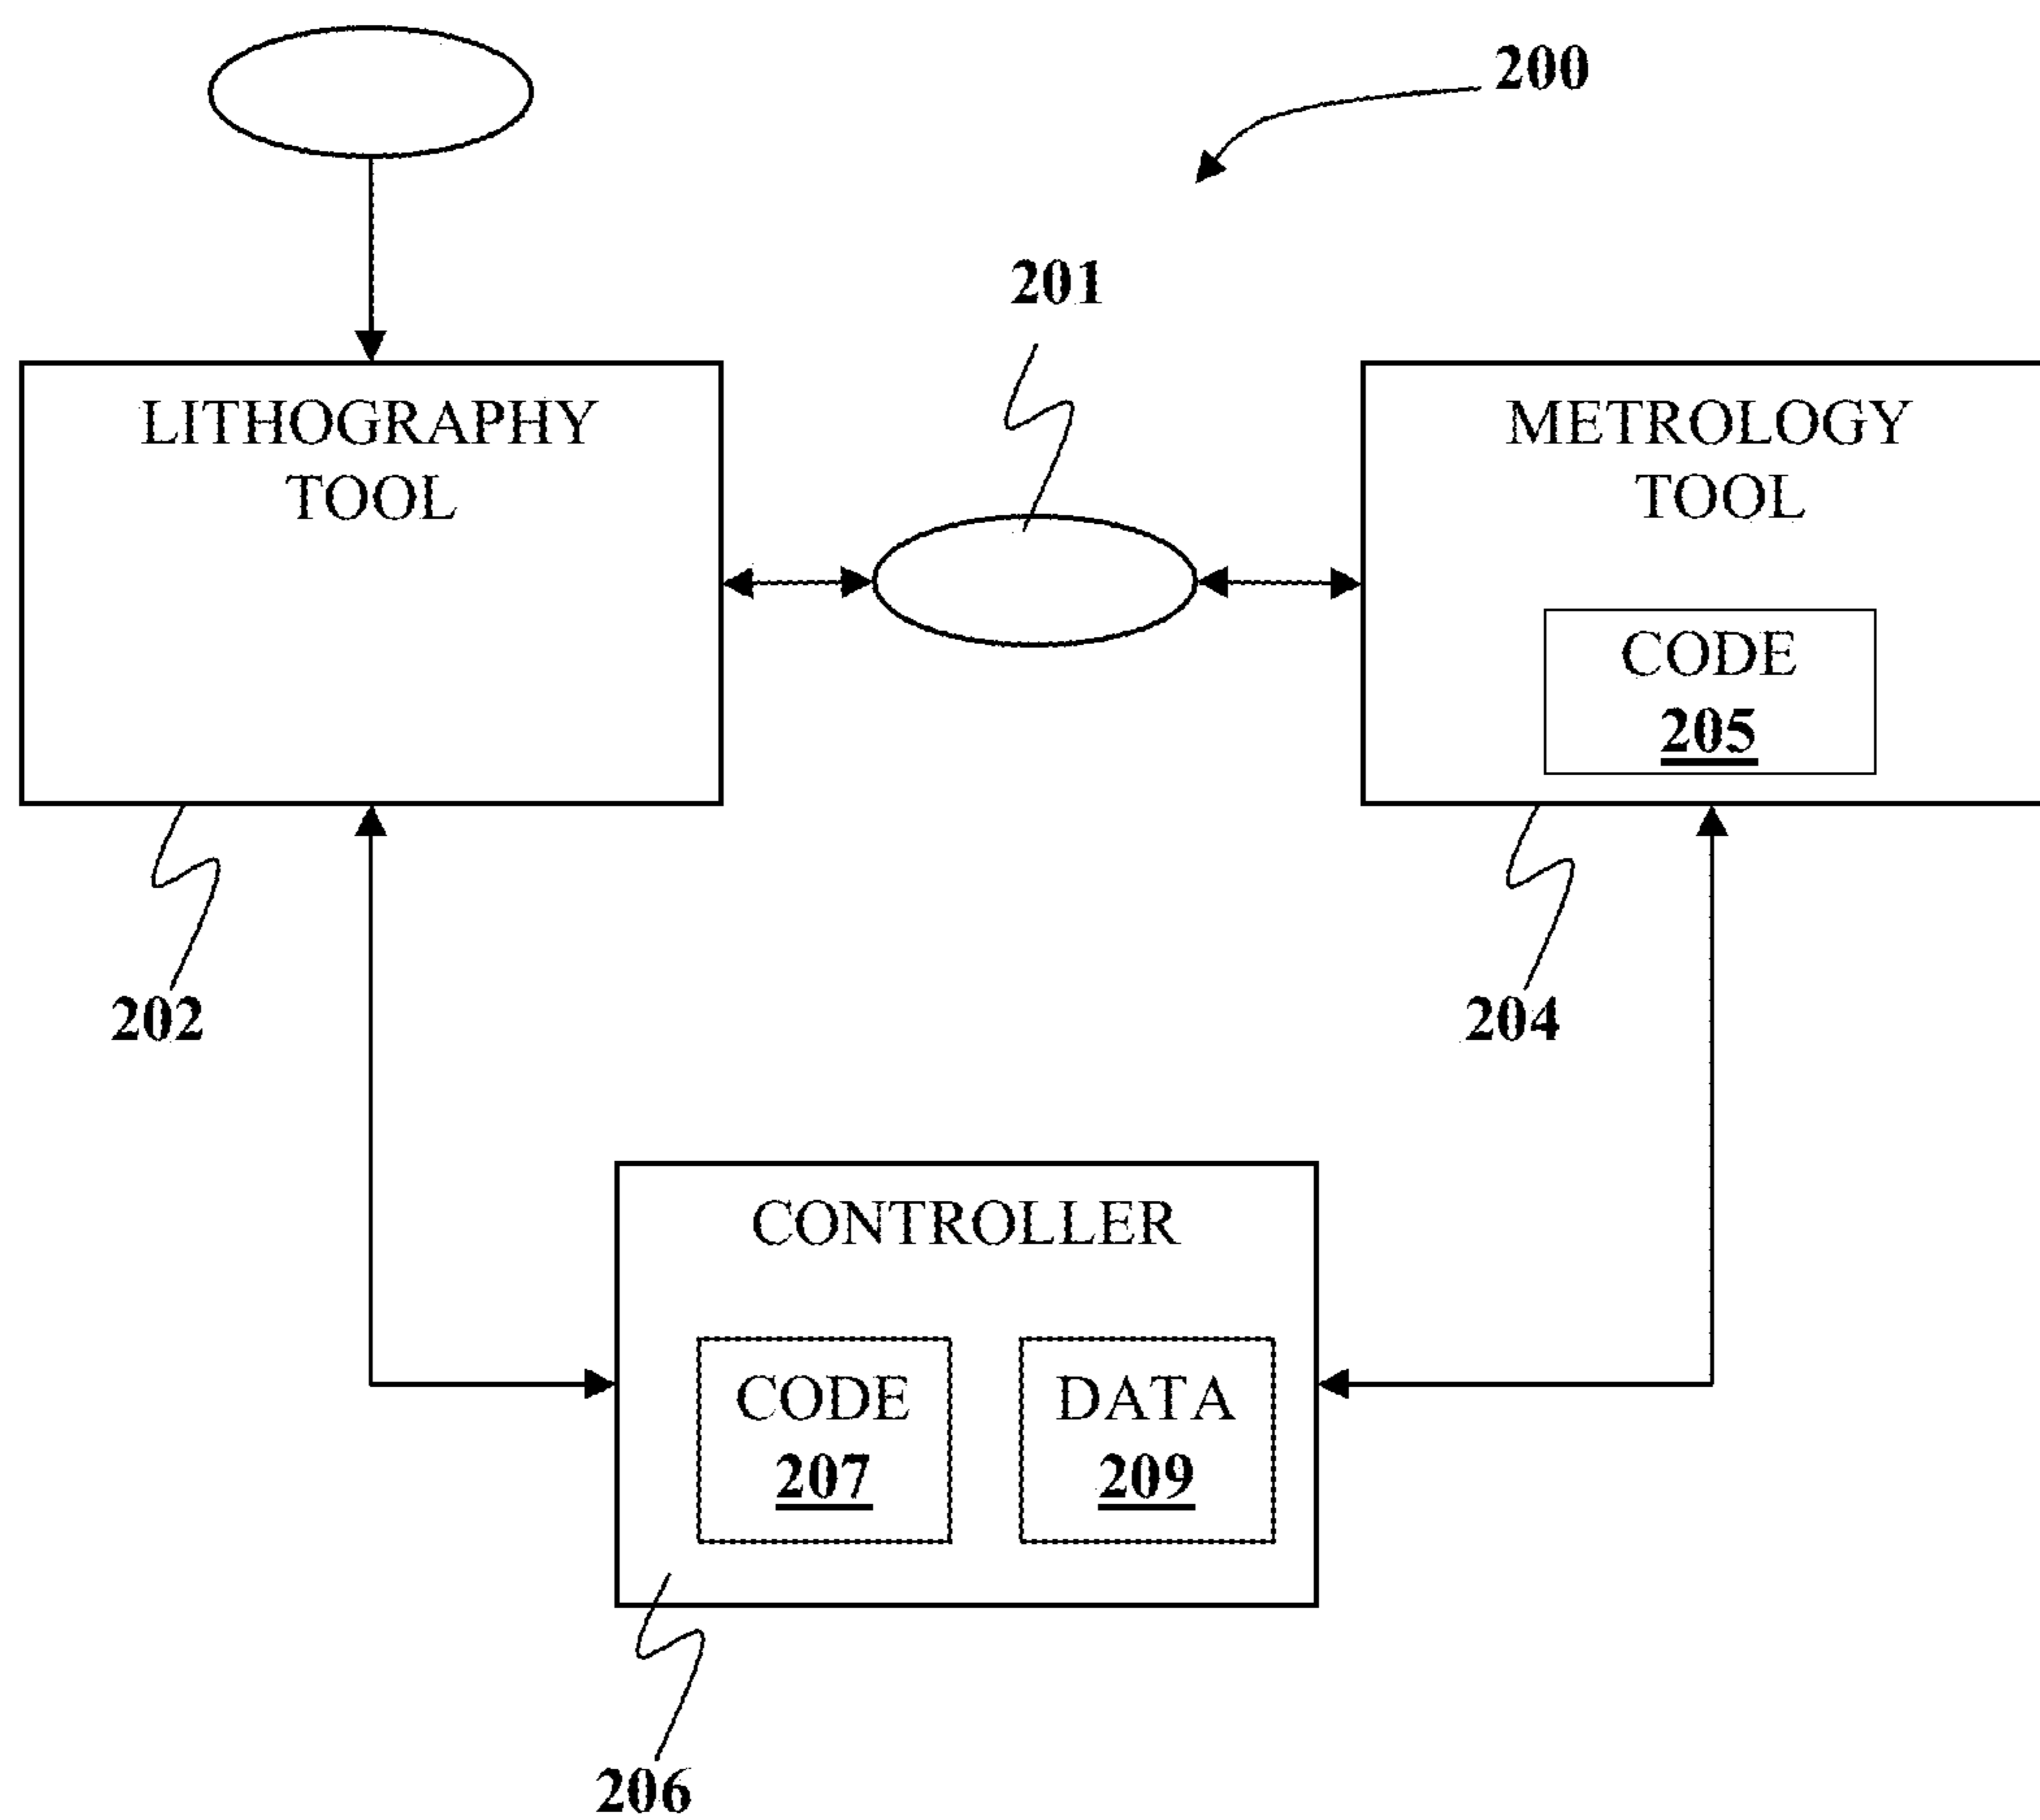 200
201
LITHOGRAPHY
TOOL
METROLOGY
TOOL
CODE
205
202
204
CONTROLLER
CODE
207
DATA
209
206